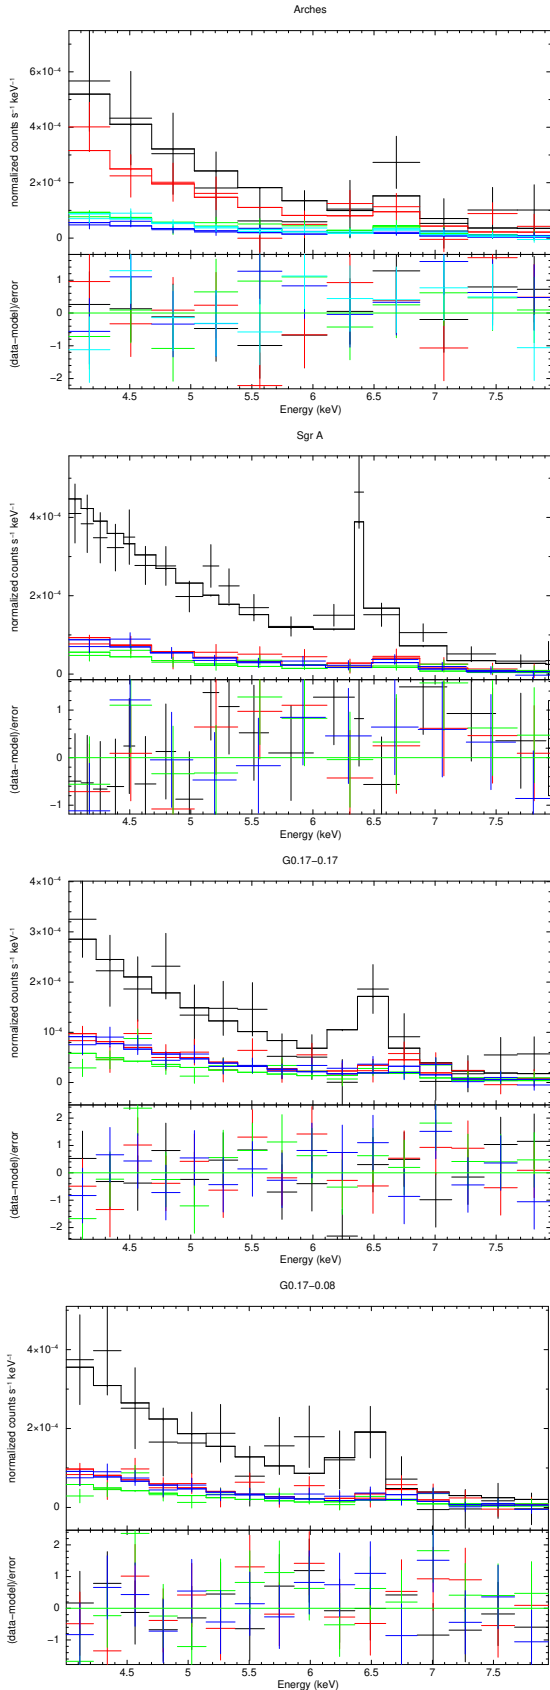 Arches
normalized counts s⁻¹ keV⁻¹
6×10⁻⁴
4×10⁻⁴
2×10⁻⁴
0
(data−model)/error
1
0
−1
−2
4.5 5 5.5 6 6.5 7 7.5
Energy (keV)
Sgr A
normalized counts s⁻¹ keV⁻¹
4×10⁻⁴
2×10⁻⁴
0
(data−model)/error
1
0
−1
4.5 5 5.5 6 6.5 7 7.5
Energy (keV)
G0.17−0.17
normalized counts s⁻¹ keV⁻¹
4×10⁻⁴
3×10⁻⁴
2×10⁻⁴
10⁻⁴
0
(data−model)/error
2
1
0
−1
−2
4.5 5 5.5 6 6.5 7 7.5
Energy (keV)
G0.17−0.08
normalized counts s⁻¹ keV⁻¹
4×10⁻⁴
2×10⁻⁴
0
(data−model)/error
2
1
0
−1
4.5 5 5.5 6 6.5 7 7.5
Energy (keV)